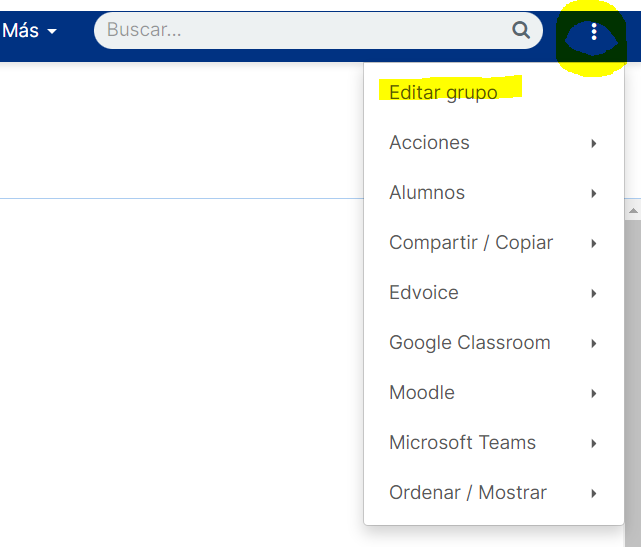 Más
Buscar...
Editar grupo
Acciones
Alumnos
Compartir / Copiar
Edvoice
Google Classroom
Moodle
Microsoft Teams
Ordenar / Mostrar